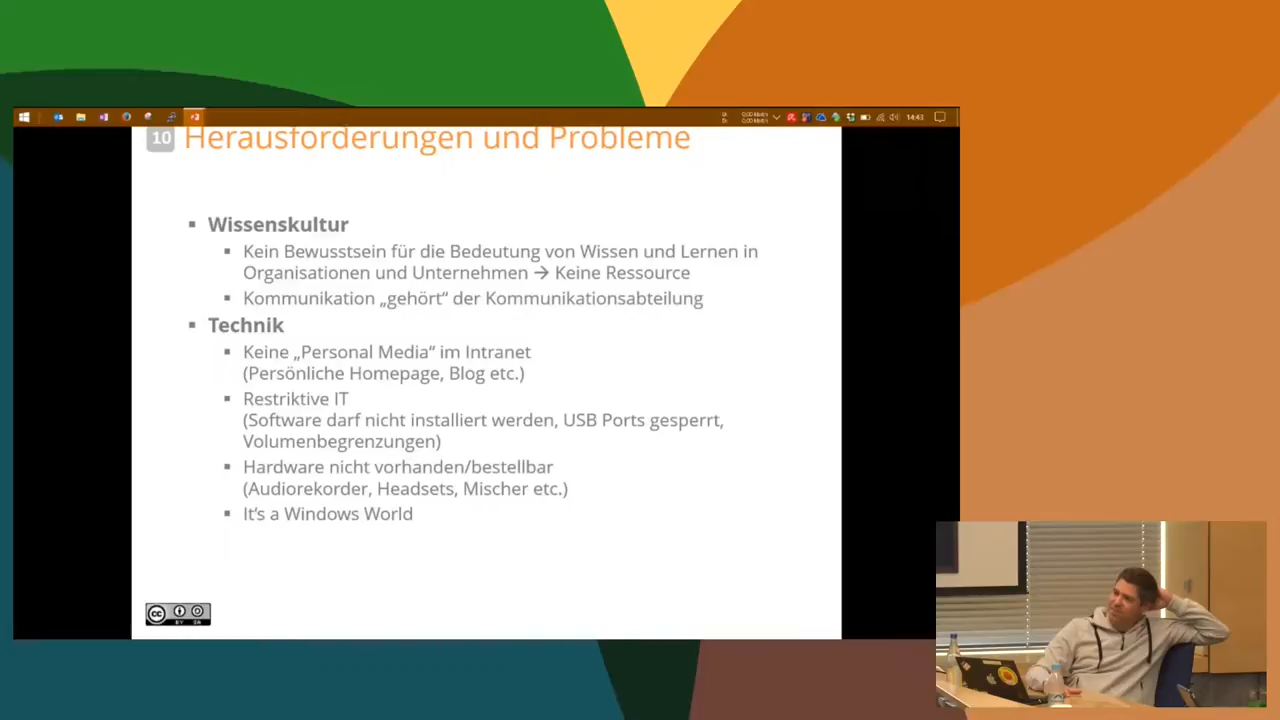 14:43
10 Herausforderungen und Probleme
Wissenskultur
Kein Bewusstsein für die Bedeutung von Wissen und Lernen in
Organisationen und Unternehmen → Keine Ressource
Kommunikation „gehört“ der Kommunikationsabteilung
Technik
Keine „Personal Media“ im Intranet
(Persönliche Homepage, Blog etc.)
Restriktive IT
(Software darf nicht installiert werden, USB Ports gesperrt,
Volumenbegrenzungen)
Hardware nicht vorhanden/bestellbar
(Audiorekorder, Headsets, Mischer etc.)
It's a Windows World
cc
BY SA